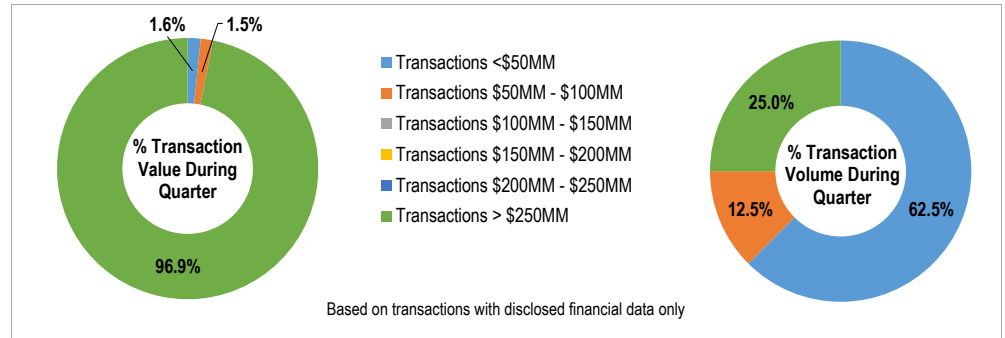 1.6%
1.5%
% Transaction
Value During
Quarter
96.9%
Transactions <$50MM
Transactions $50MM - $100MM
Transactions $100MM - $150MM
Transactions $150MM - $200MM
Transactions $200MM - $250MM
Transactions > $250MM
25.0%
% Transaction
Volume During
Quarter
12.5%
62.5%
Based on transactions with disclosed financial data only